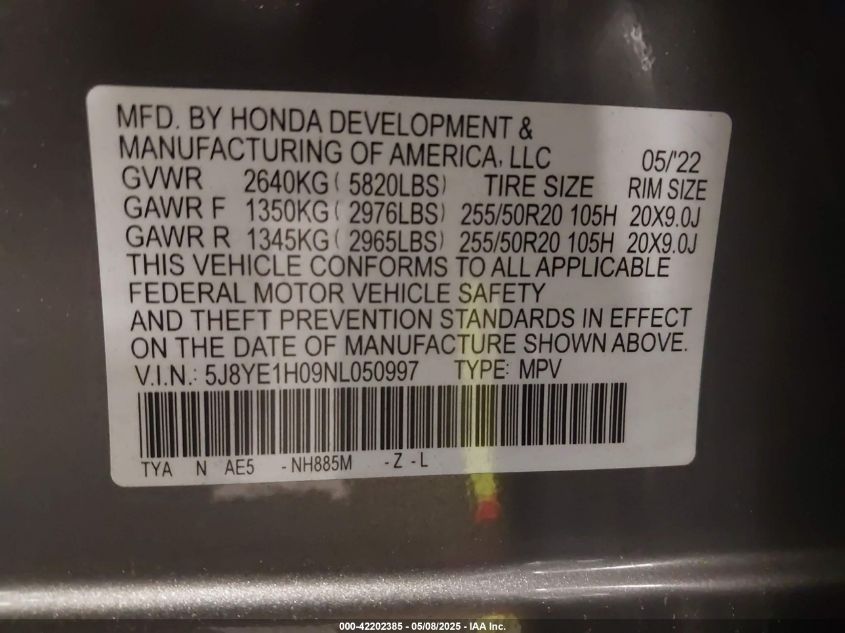 MFD. BY HONDA DEVELOPMENT &
MANUFACTURING OF AMERICA, LLC 05/'22
GVWR 2640KG ( 5820LBS) TIRE SIZE RIM SIZE
GAWR F 1350KG ( 2976LBS) 255/50R20 105H 20X9.0J
GAWR R 1345KG ( 2965LBS) 255/50R20 105H 20X9.0J
THIS VEHICLE CONFORMS TO ALL APPLICABLE
FEDERAL MOTOR VEHICLE SAFETY
AND THEFT PREVENTION STANDARDS IN EFFECT
ON THE DATE OF MANUFACTURE SHOWN ABOVE.
V.I.N.: 5J8YE1H09NL050997 TYPE: MPV
TYA N AE5 -NH885M -Z -L
000-42202385 - 05/08/2025 - IAA Inc.